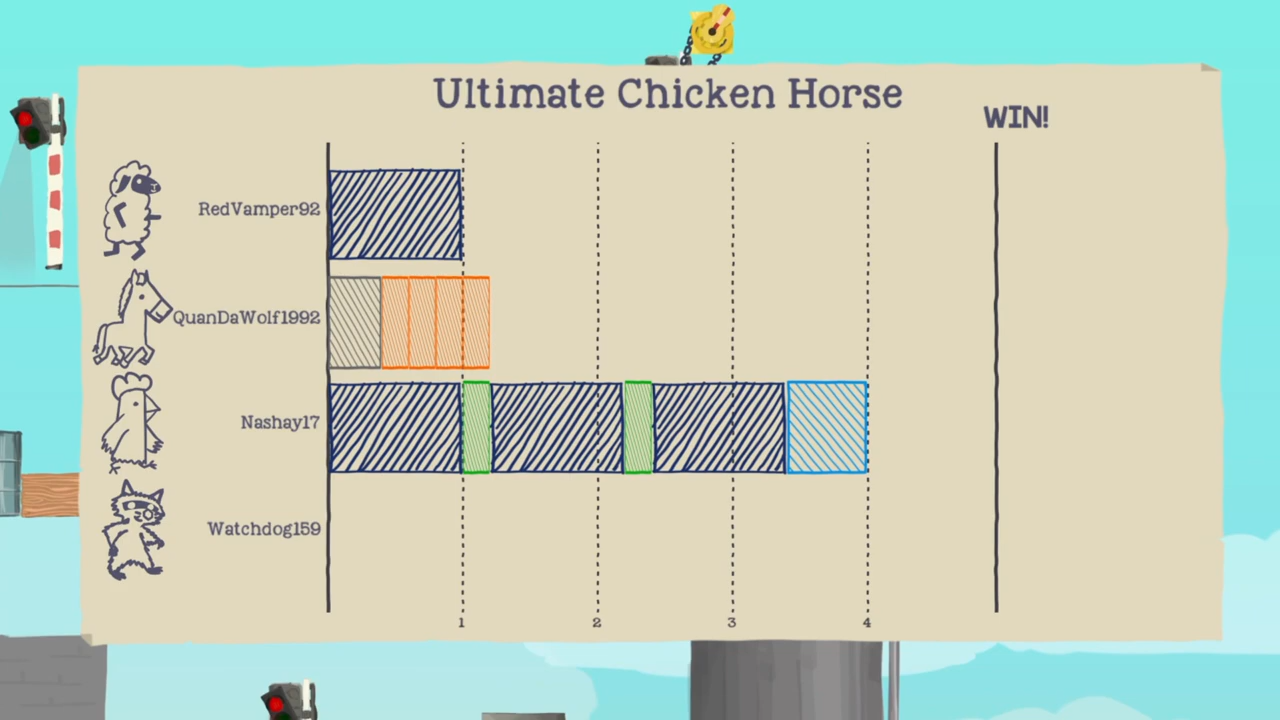 Ultimate Chicken Horse
WIN!
RedVamper92
QuanDaWolf1992
Nashay17
Watchdog159
1 2 3 4